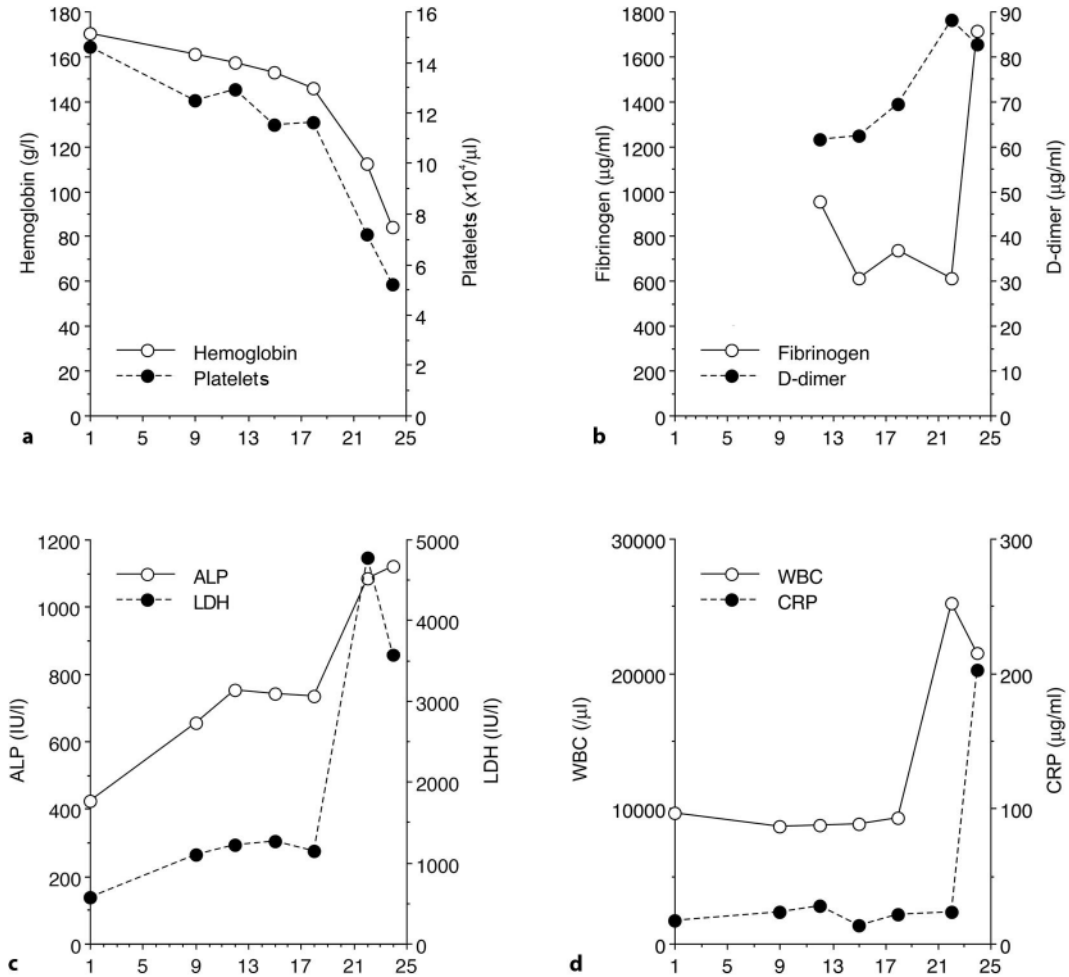 180
160
140
120
100
80
60
40
20
0
Hemoglobin (g/l)
16
14
12
10
8
6
4
2
0
Platelets (x10⁴/µl)
Hemoglobin
Platelets
1 5 9 13 17 21 25
a
1800
1600
1400
1200
1000
800
600
400
200
0
Fibrinogen (µg/ml)
90
80
70
60
50
40
30
20
10
0
D-dimer (µg/ml)
Fibrinogen
D-dimer
1 5 9 13 17 21 25
b
1200
1000
800
600
400
200
0
ALP (IU/l)
5000
4000
3000
2000
1000
0
LDH (IU/l)
ALP
LDH
1 5 9 13 17 21 25
c
30000
20000
10000
0
WBC (/µl)
300
200
100
0
CRP (µg/ml)
WBC
CRP
1 5 9 13 17 21 25
d